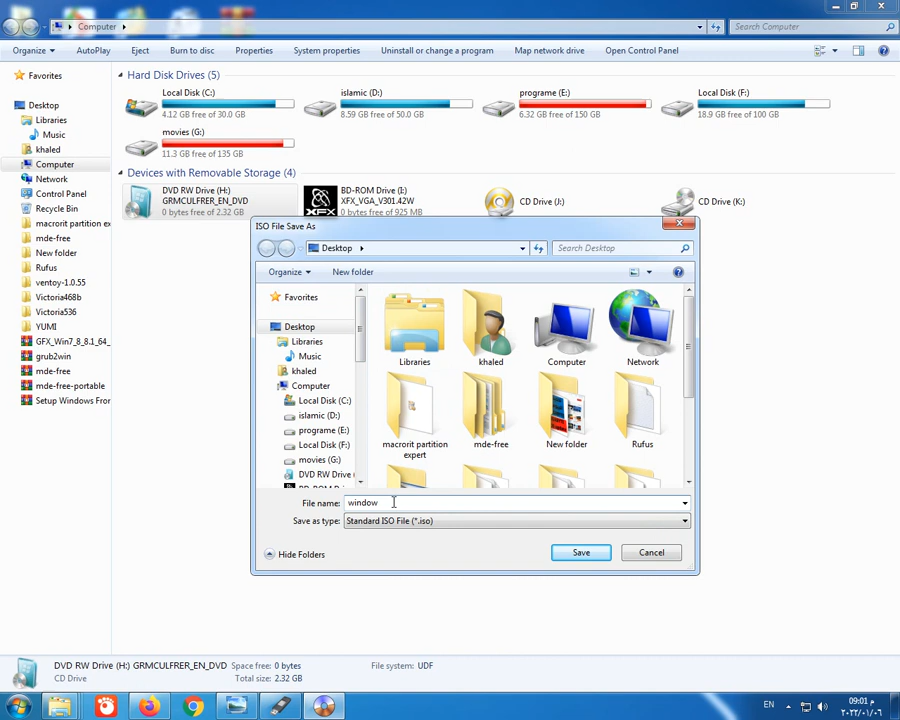 Computer
Search Computer
Organize
AutoPlay
Eject
Burn to disc
Properties
System properties
Uninstall or change a program
Map network drive
Open Control Panel
Favorites
Desktop
Libraries
Music
khaled
Computer
Network
Control Panel
Recycle Bin
macrorit partition ex
mde-free
New folder
Rufus
ventoy-1.0.55
Victoria468b
Victoria536
YUMI
GFX_Win7_8_8.1_64_
grub2win
mde-free
mde-free-portable
Setup Windows Fror
Hard Disk Drives (5)
Local Disk (C:)
4.12 GB free of 30.0 GB
islamic (D:)
8.59 GB free of 50.0 GB
programe (E:)
6.32 GB free of 150 GB
Local Disk (F:)
18.9 GB free of 100 GB
movies (G:)
11.3 GB free of 135 GB
Devices with Removable Storage (4)
DVD RW Drive (H:)
GRMCULFRER_EN_DVD
0 bytes free of 2.32 GB
XFX
BD-ROM Drive (I:)
XFX_VGA_V301.42W
0 bytes free of 925 MB
CD Drive (J:)
CD Drive (K:)
ISO File Save As
Desktop
Search Desktop
Organize
New folder
Favorites
Desktop
Libraries
Music
khaled
Computer
Local Disk (C:)
islamic (D:)
programe (E:)
Local Disk (F:)
movies (G:)
DVD RW Drive (
Libraries
khaled
Computer
Network
macrorit partition
expert
mde-free
New folder
Rufus
File name:
window
Save as type:
Standard ISO File (*.iso)
Hide Folders
Save
Cancel
DVD RW Drive (H:) GRMCULFRER_EN_DVD
Space free: 0 bytes
File system: UDF
CD Drive
Total size: 2.32 GB
EN
09:01 م
٢٠٢٢/٠١/٠٦